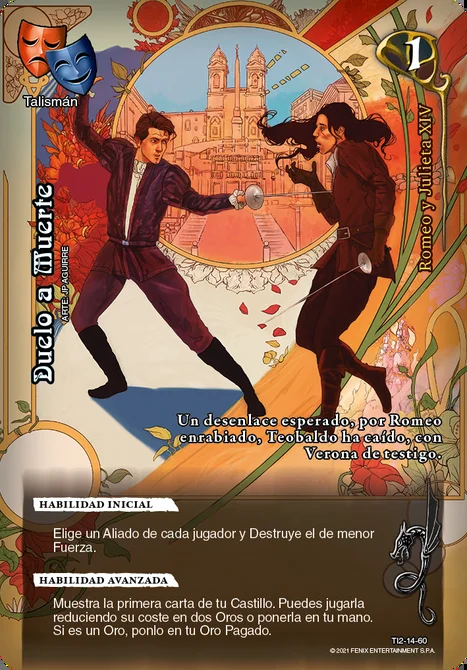 1
Talismán
Romeo y Julieta XIV
Duelo a Muerte
ARTE: J.P. AGUIRRE
Un desenlace esperado, por Romeo
enrabiado, Teobaldo ha caído, con
Verona de testigo.
HABILIDAD INICIAL
Elige un Aliado de cada jugador y Destruye el de menor
Fuerza.
HABILIDAD AVANZADA
Muestra la primera carta de tu Castillo. Puedes jugarla
reduciendo su coste en dos Oros o ponerla en tu mano.
Si es un Oro, ponlo en tu Oro Pagado.
TI2-14-60
© 2021 FENIX ENTERTAINMENT S.P.A.